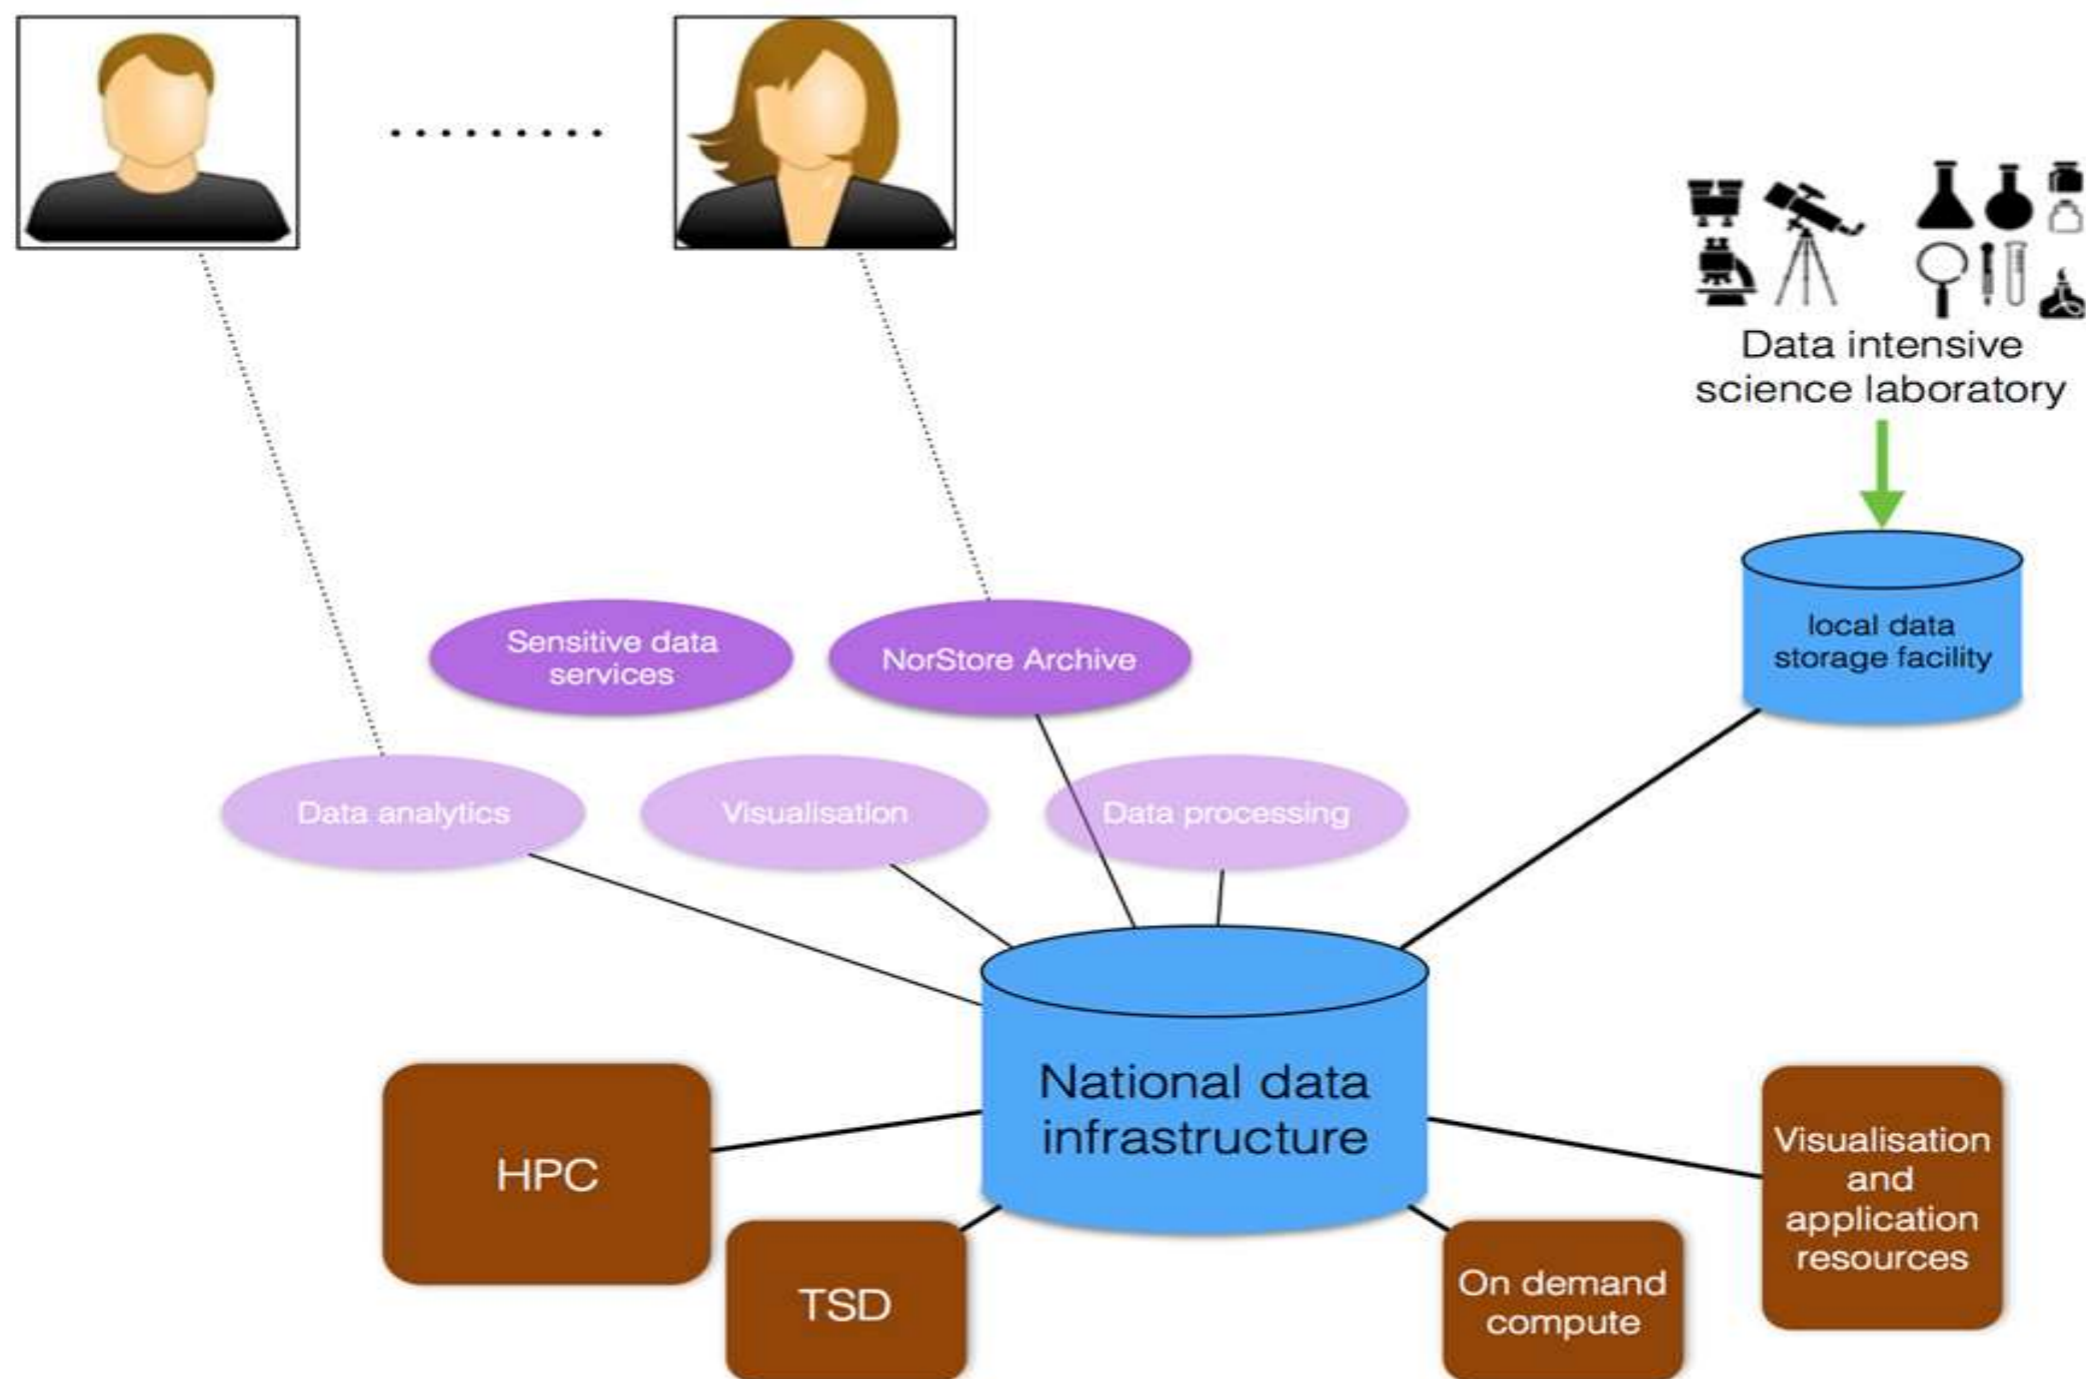 Data intensive
science laboratory
local data
storage facility
Sensitive data
services
NorStore Archive
Data analytics
Visualisation
Data processing
National data
infrastructure
HPC
TSD
On demand
compute
Visualisation
and
application
resources